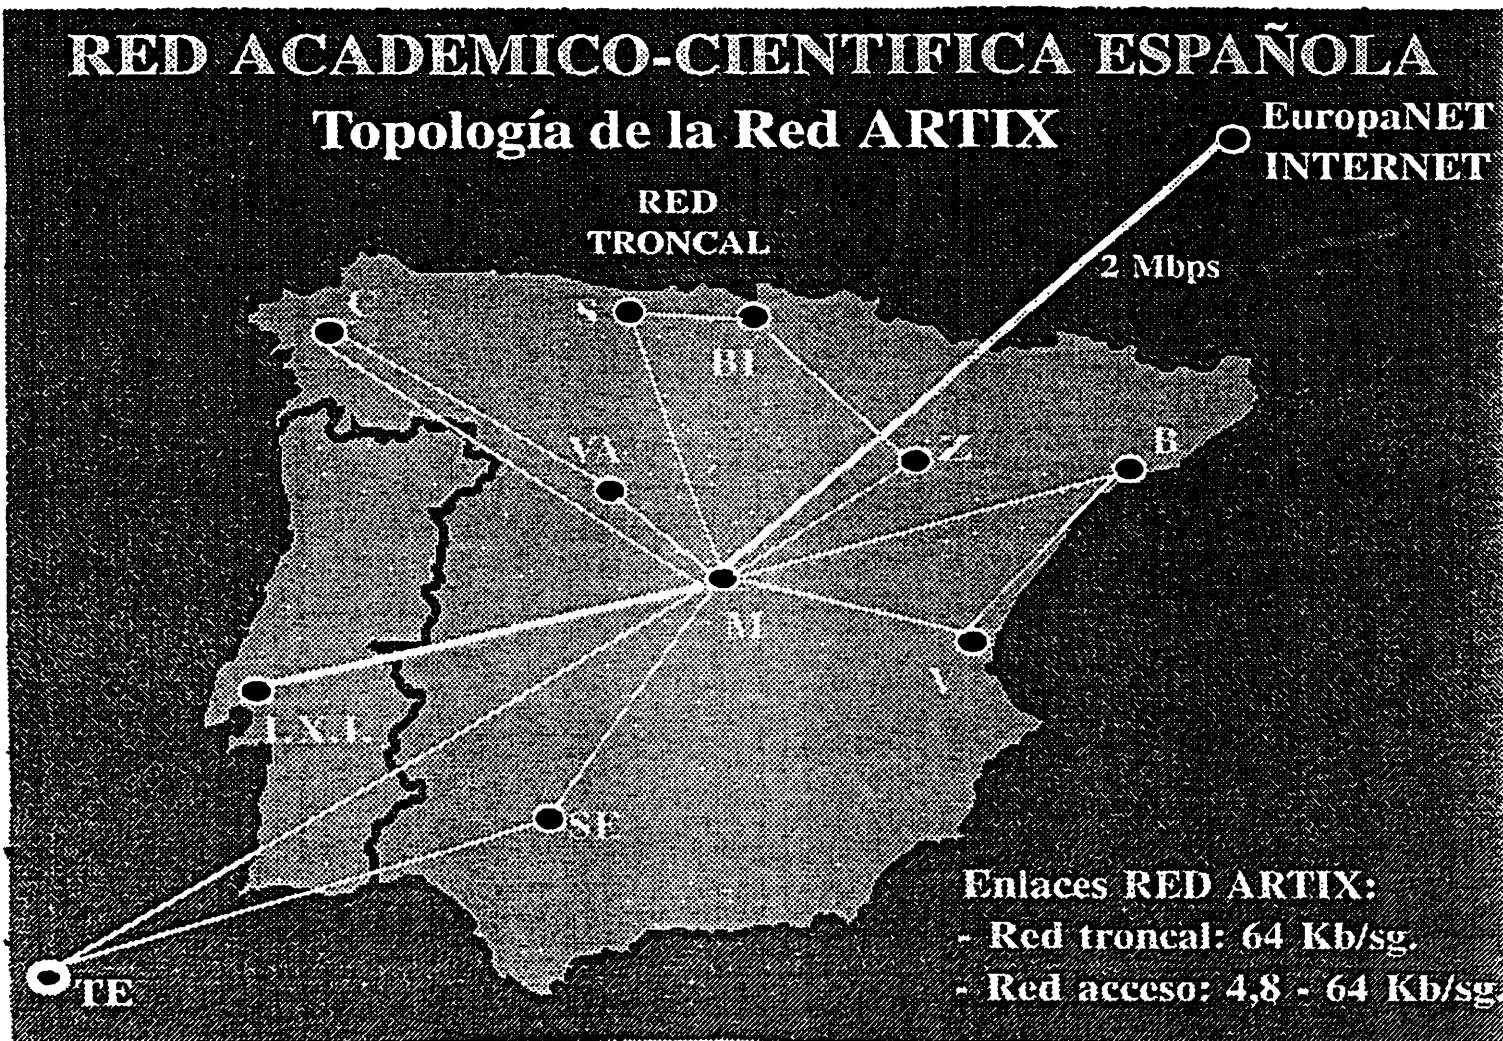 RED ACADEMICO-CIENTIFICA ESPAÑOLA
Topología de la Red ARTIX
EuropaNET
INTERNET
RED
TRONCAL
2 Mbps
C
S
BI
VA
Z
B
M
V
I.X.I.
SE
TE
Enlaces RED ARTIX:
- Red troncal: 64 Kb/sg.
- Red acceso: 4,8 - 64 Kb/sg